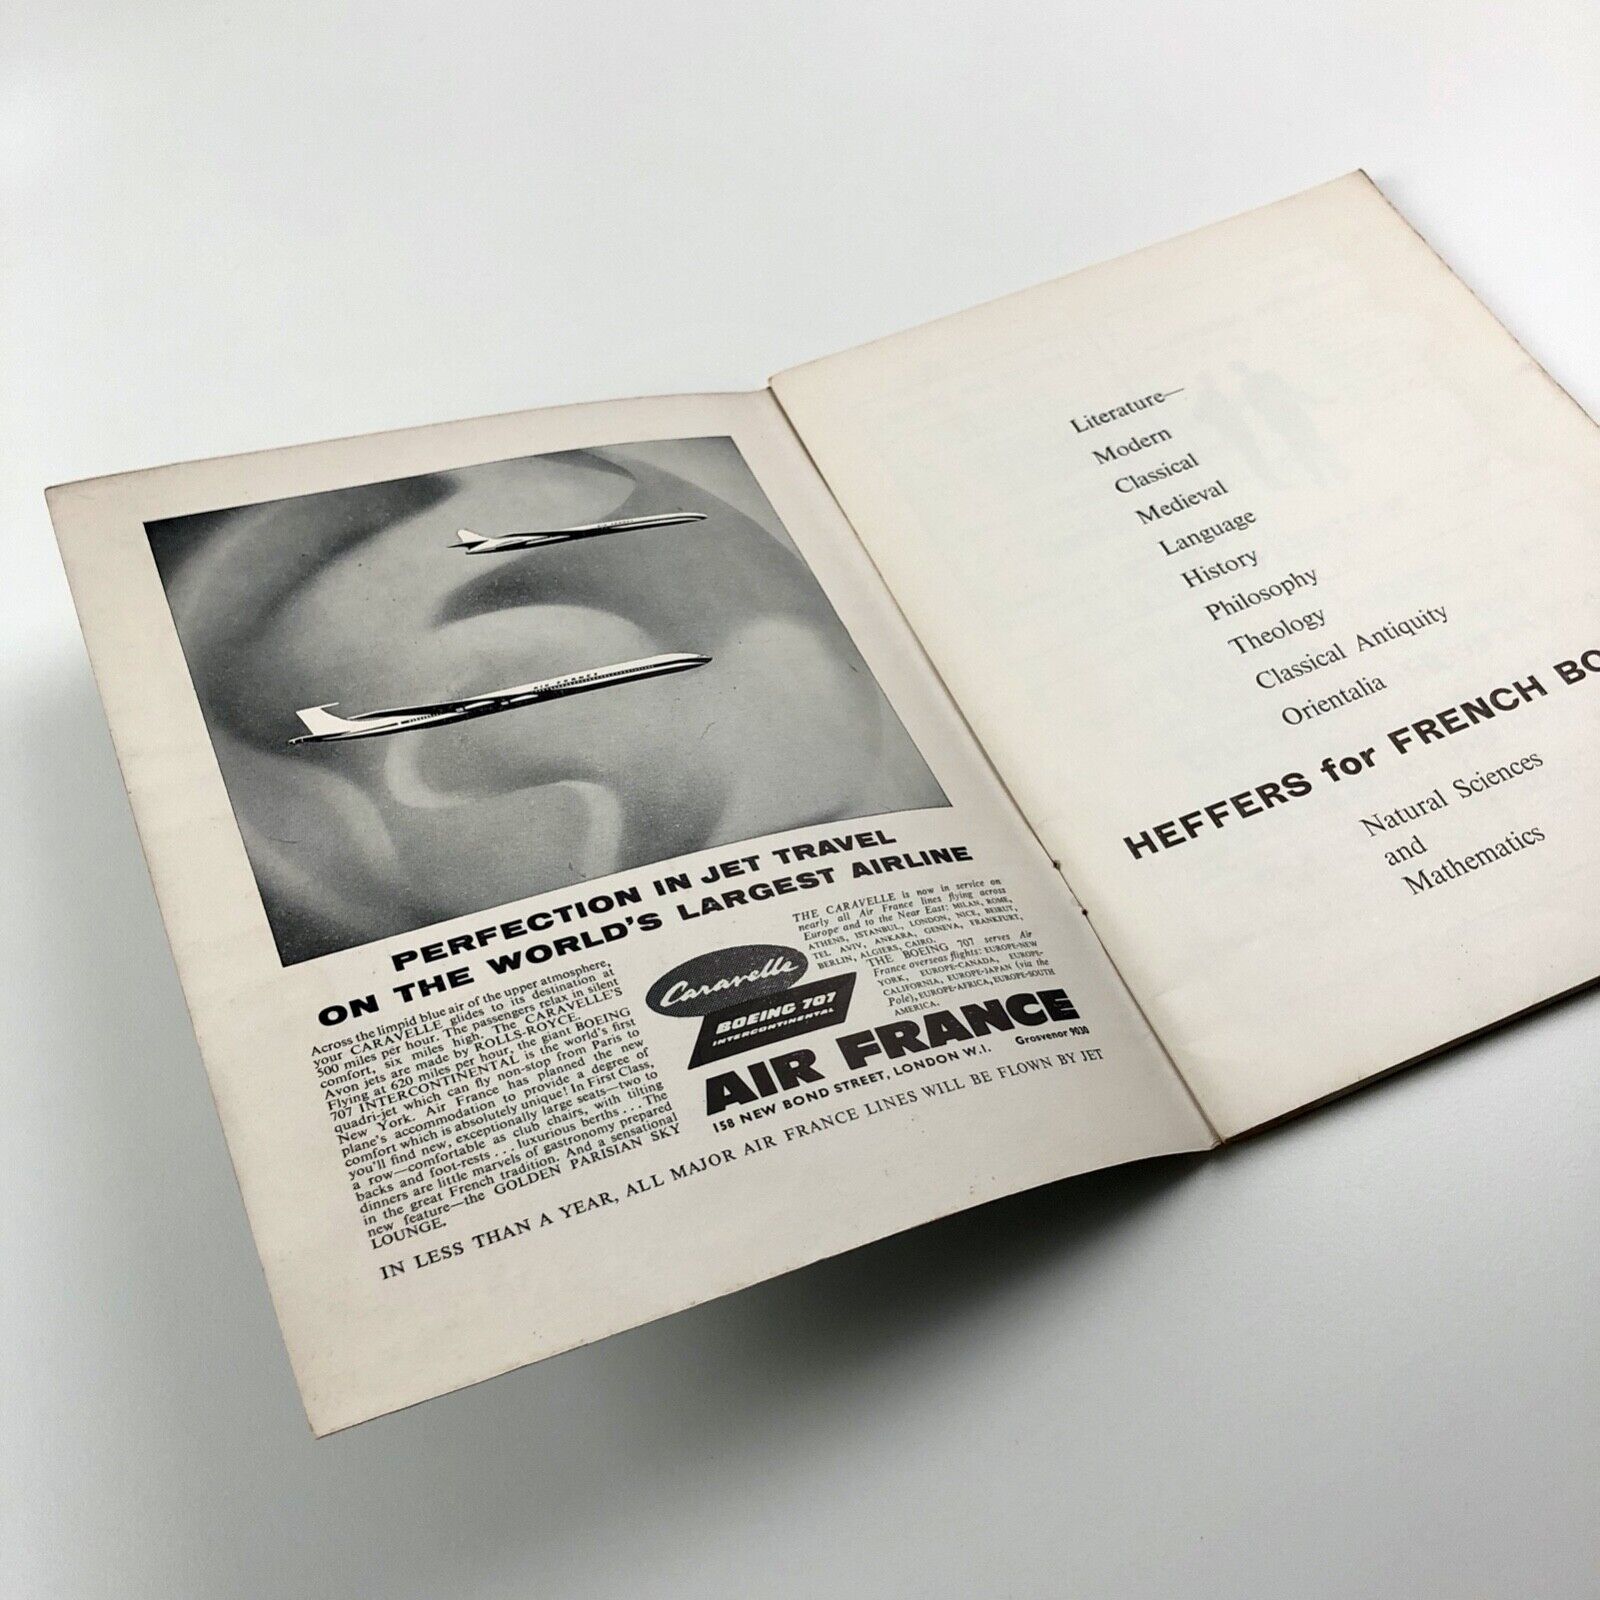 AIR FRANCE
AIR FRANCE
PERFECTION IN JET TRAVEL
ON THE WORLD'S LARGEST AIRLINE
Across the limpid blue air of the upper atmosphere,
your CARAVELLE glides to its destination at
500 miles per hour. The passengers relax in silent
comfort, six miles high. The CARAVELLE'S
Avon jets are made by ROLLS-ROYCE.
Flying at 620 miles per hour, the giant BOEING
707 INTERCONTINENTAL is the world's first
quadri-jet which can fly non-stop from Paris to
New York. Air France has planned the new
plane's accommodation to provide a degree of
comfort which is absolutely unique! In First Class,
you'll find new, exceptionally large seats—two to
a row—comfortable as club chairs, with tilting
backs and foot-rests . . . luxurious berths . . . The
dinners are little marvels of gastronomy prepared
in the great French tradition. And a sensational
new feature—the GOLDEN PARISIAN SKY
LOUNGE.
THE CARAVELLE is now in service on
nearly all Air France lines flying across
Europe and to the Near East: MILAN, ROME,
ATHENS, ISTANBUL, LONDON, NICE, BEIRUT,
TEL AVIV, ANKARA, GENEVA, FRANKFURT,
BERLIN, ALGIERS, CAIRO.
THE BOEING 707 serves Air
France overseas flights: EUROPE-NEW
YORK, EUROPE-CANADA, EUROPE-
CALIFORNIA, EUROPE-JAPAN (via the
Pole), EUROPE-AFRICA, EUROPE-SOUTH
AMERICA.
Caravelle
BOEING 707
INTERCONTINENTAL
AIR FRANCE
158 NEW BOND STREET, LONDON W.I. Grosvenor 9030
IN LESS THAN A YEAR, ALL MAJOR AIR FRANCE LINES WILL BE FLOWN BY JET
Literature—
Modern
Classical
Medieval
Language
History
Philosophy
Theology
Classical Antiquity
Orientalia
HEFFERS for FRENCH BO
Natural Sciences
and
Mathematics